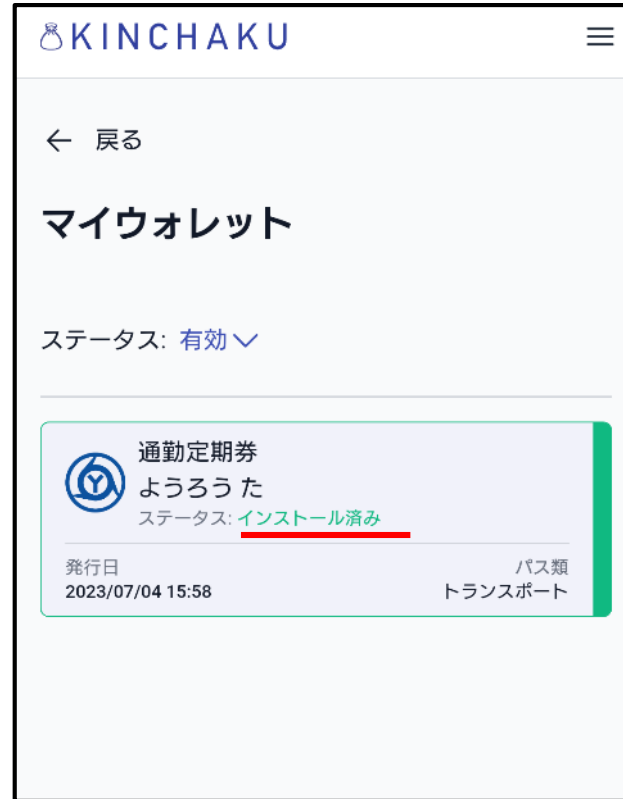 KINCHAKU
← 戻る
マイウォレット
ステータス: 有効
通勤定期券
ようろう た
ステータス: インストール済み
発行日 パス類
2023/07/04 15:58 トランスポート